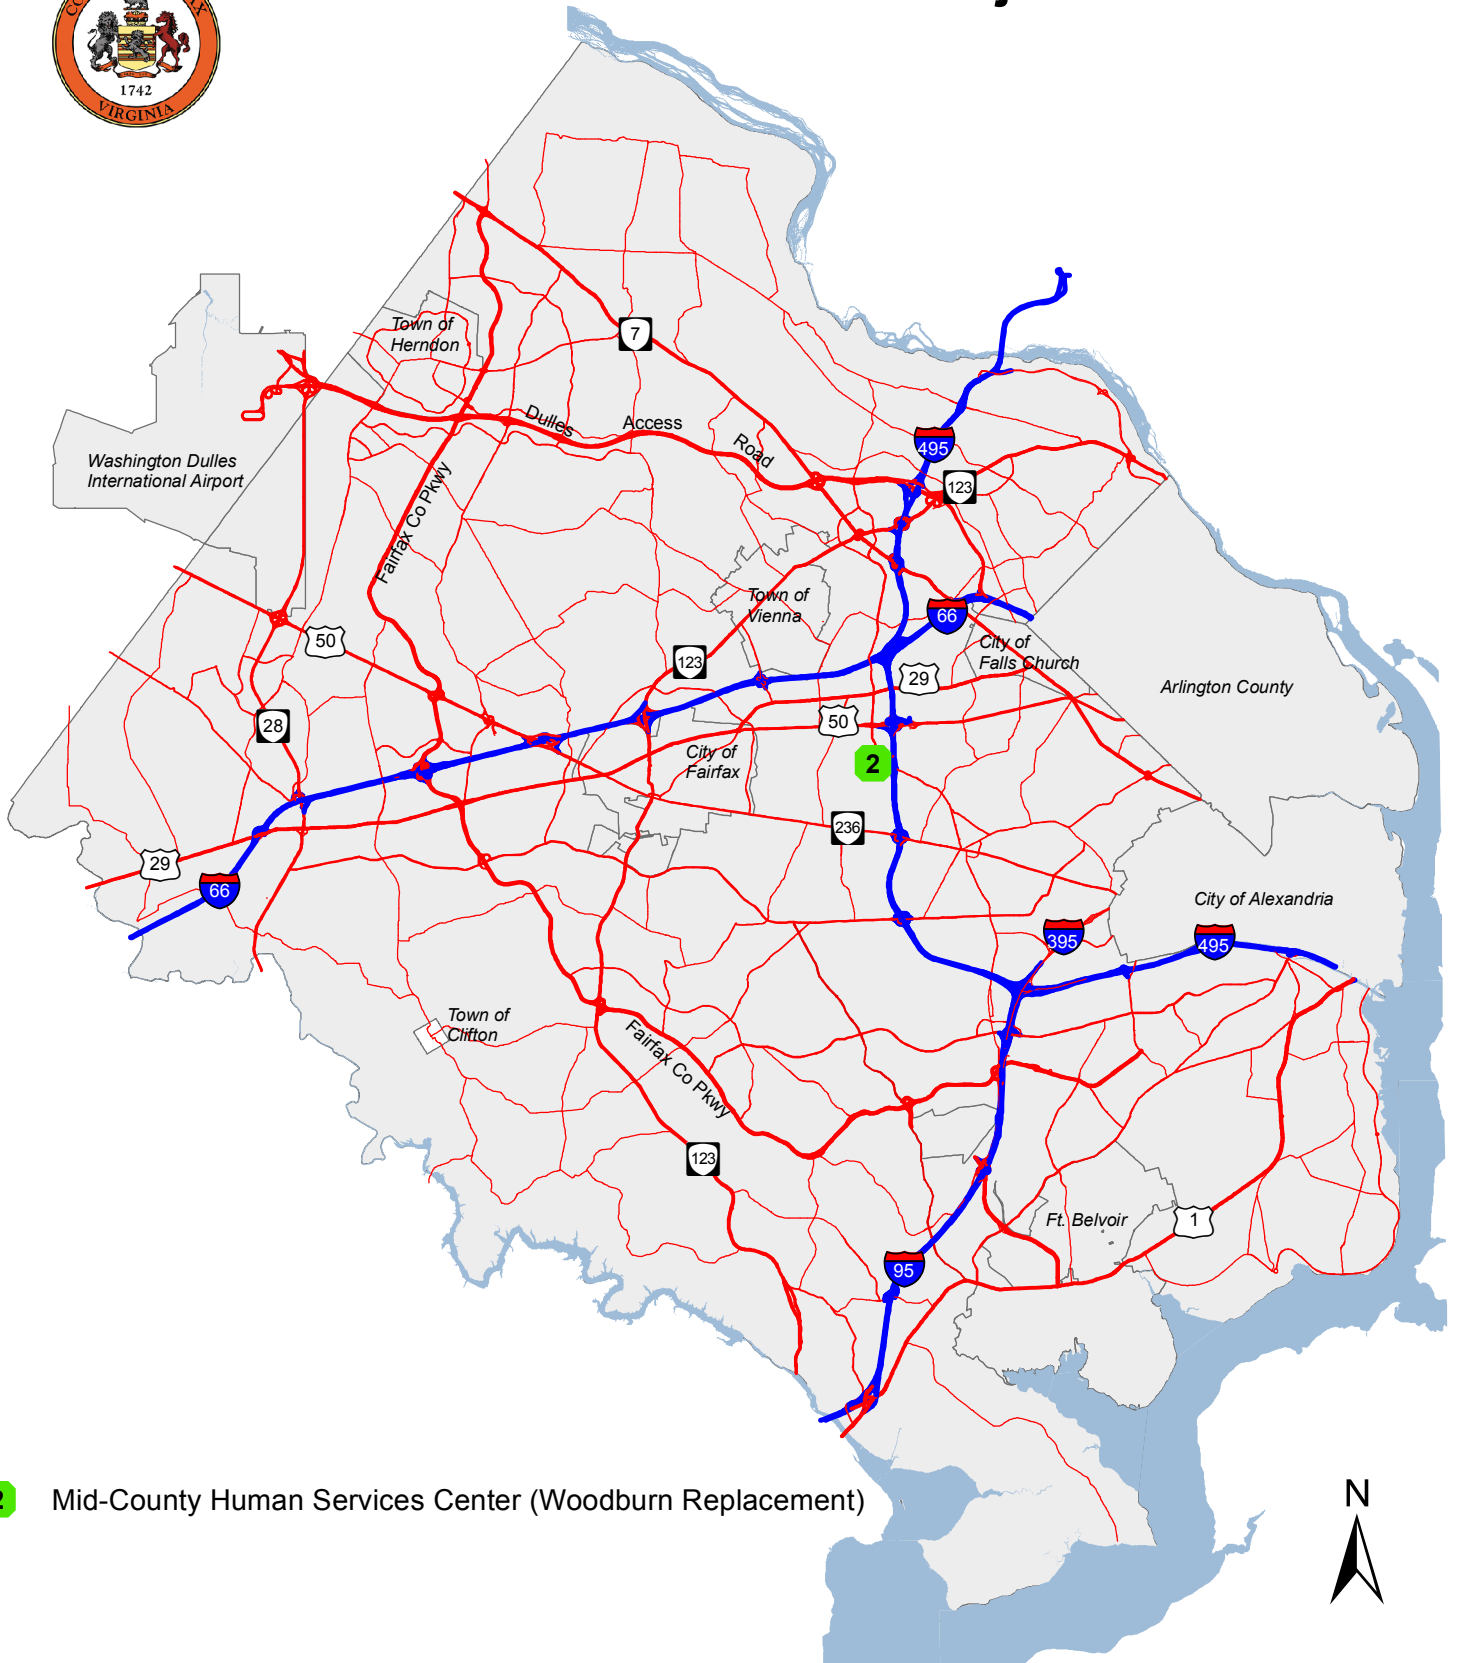 1742
VIRGINIA
7
Town of
Herndon
Dulles
Access
Road
495
123
Washington Dulles
International Airport
Fairfax Co Pkwy
Town of
Vienna
66
50
City of
Falls Church
123
29
Arlington County
28
50
City of
Fairfax
2
236
29
66
City of Alexandria
395
495
Town of
Clifton
Fairfax Co Pkwy
123
Ft. Belvoir
1
95
2 Mid-County Human Services Center (Woodburn Replacement)
N